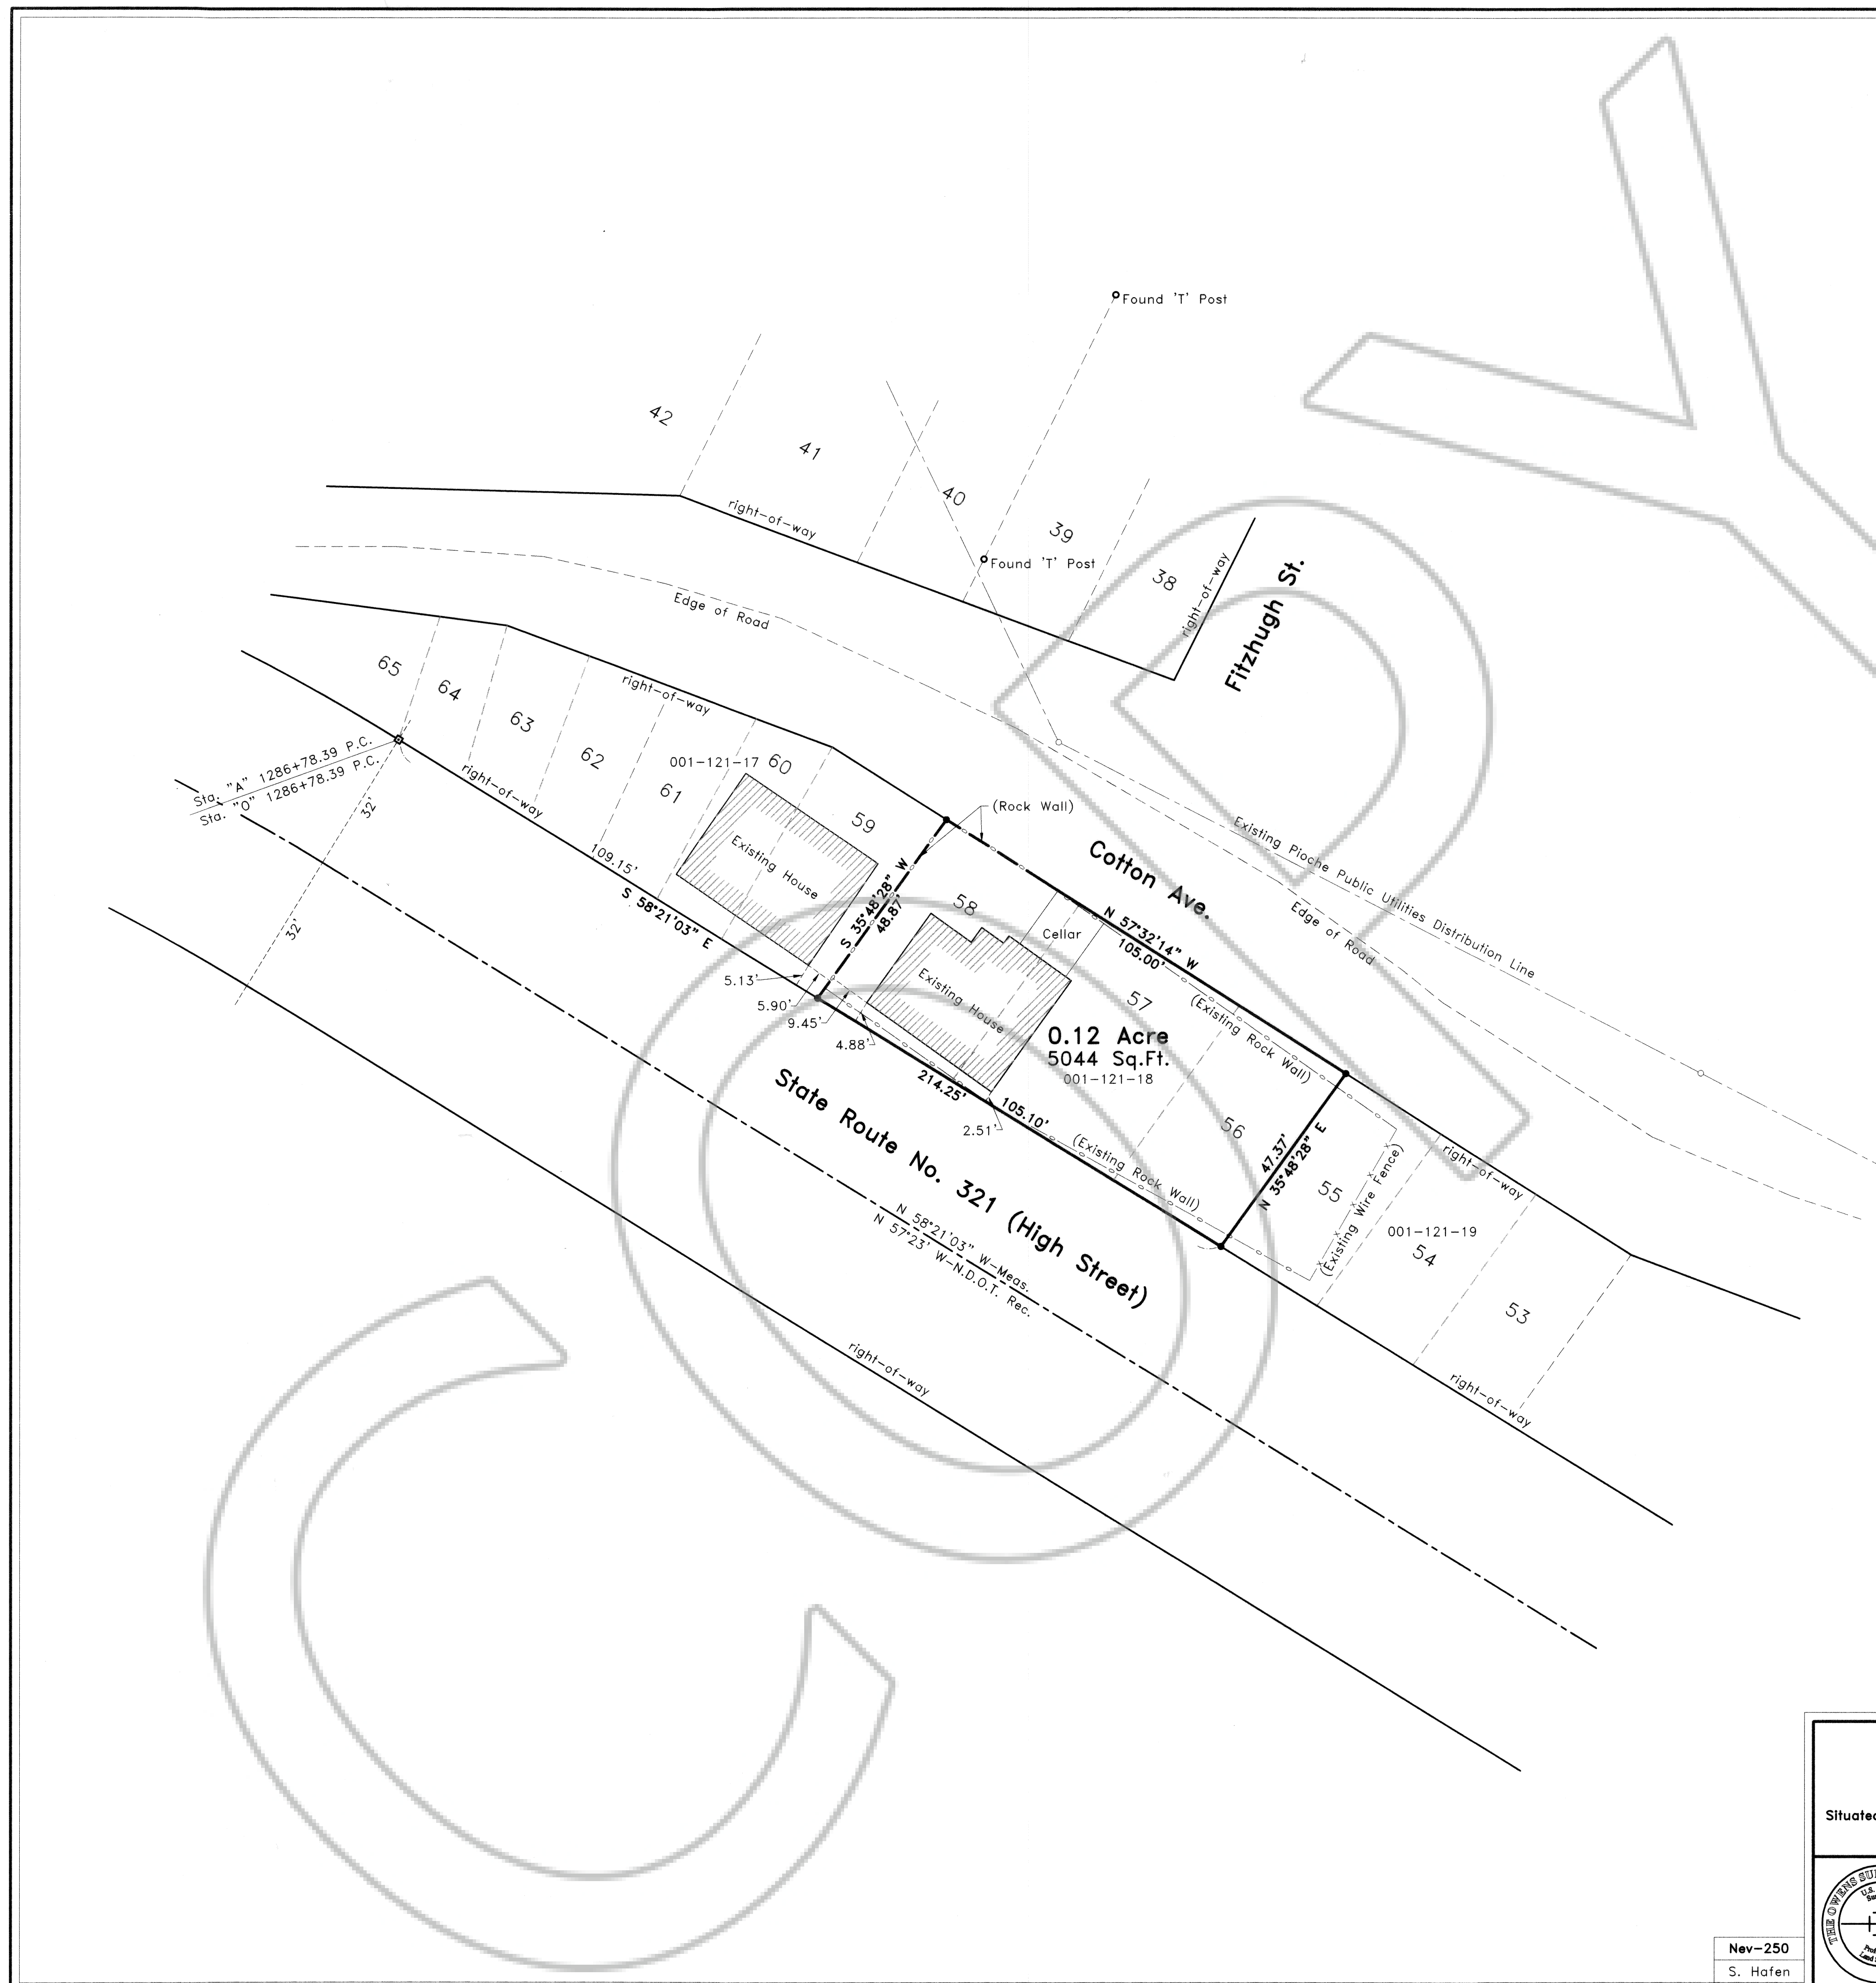 Found 'T' Post
42
41
40
39
38
right-of-way
Found 'T' Post
right-of-way
Fitzhugh St.
Edge of Road
65
64
63
62
61
60
59
right-of-way
001-121-17
Sta. "A" 1286+78.39 P.C.
Sta. "O" 1286+78.39 P.C.
32'
32'
right-of-way
109.15'
S 58°21'03" E
Existing House
(Rock Wall)
S 35°48'28" W
48.87'
Cotton Ave.
Existing Pioche Public Utilities Distribution Line
Edge of Road
58
Cellar
N 57°32'14" W
105.00'
(Existing Rock Wall)
57
Existing House
5.13'
5.90'
9.45'
4.88'
0.12 Acre
5044 Sq.Ft.
001-121-18
214.25'
105.10'
2.51'
(Existing Rock Wall)
56
47.37'
N 35°48'28" E
55
(Existing Wire Fence)
right-of-way
001-121-19
54
53
State Route No. 321 (High Street)
N 58°21'03" W-Meas.
N 57°23' W-N.D.O.T. Rec.
right-of-way
right-of-way
COPY
Situated
THE OWENS SU
U.S.
Nev-250
S. Hafen